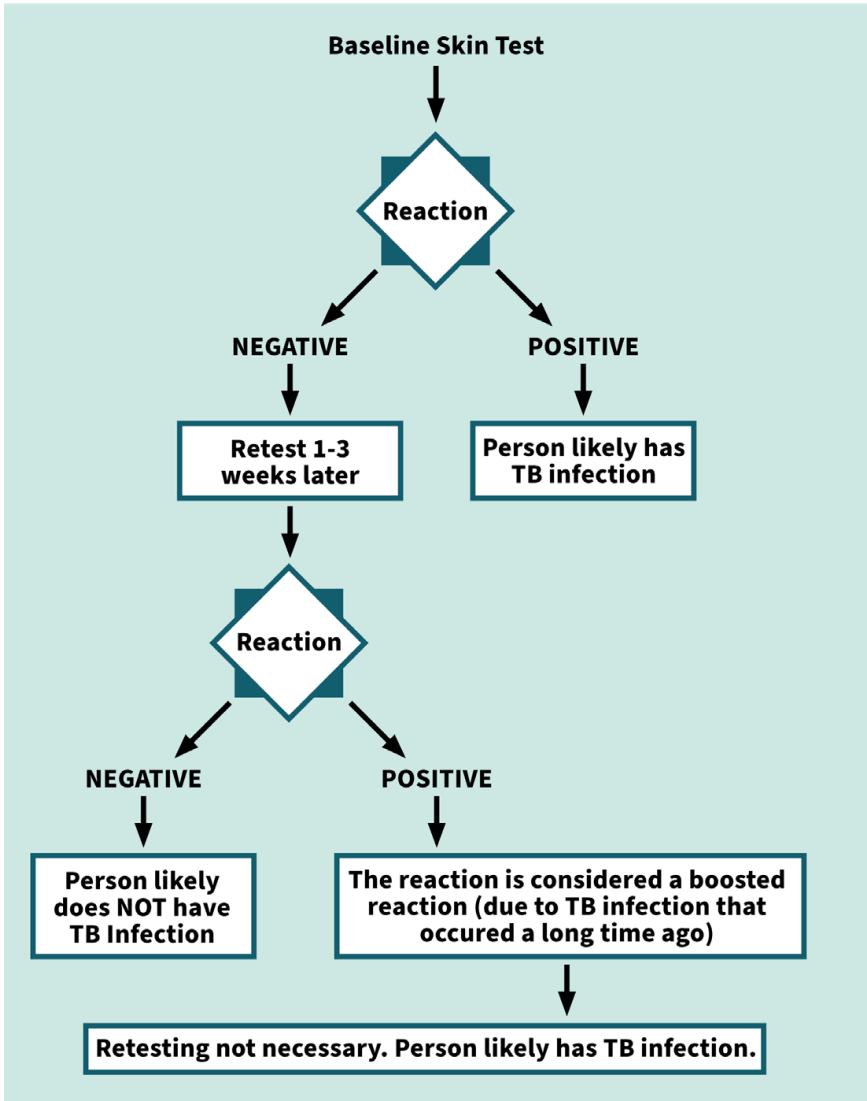 Baseline Skin Test
Reaction
NEGATIVE
POSITIVE
Retest 1-3
weeks later
Person likely has
TB infection
Reaction
NEGATIVE
POSITIVE
Person likely
does NOT have
TB Infection
The reaction is considered a boosted
reaction (due to TB infection that
occured a long time ago)
Retesting not necessary. Person likely has TB infection.